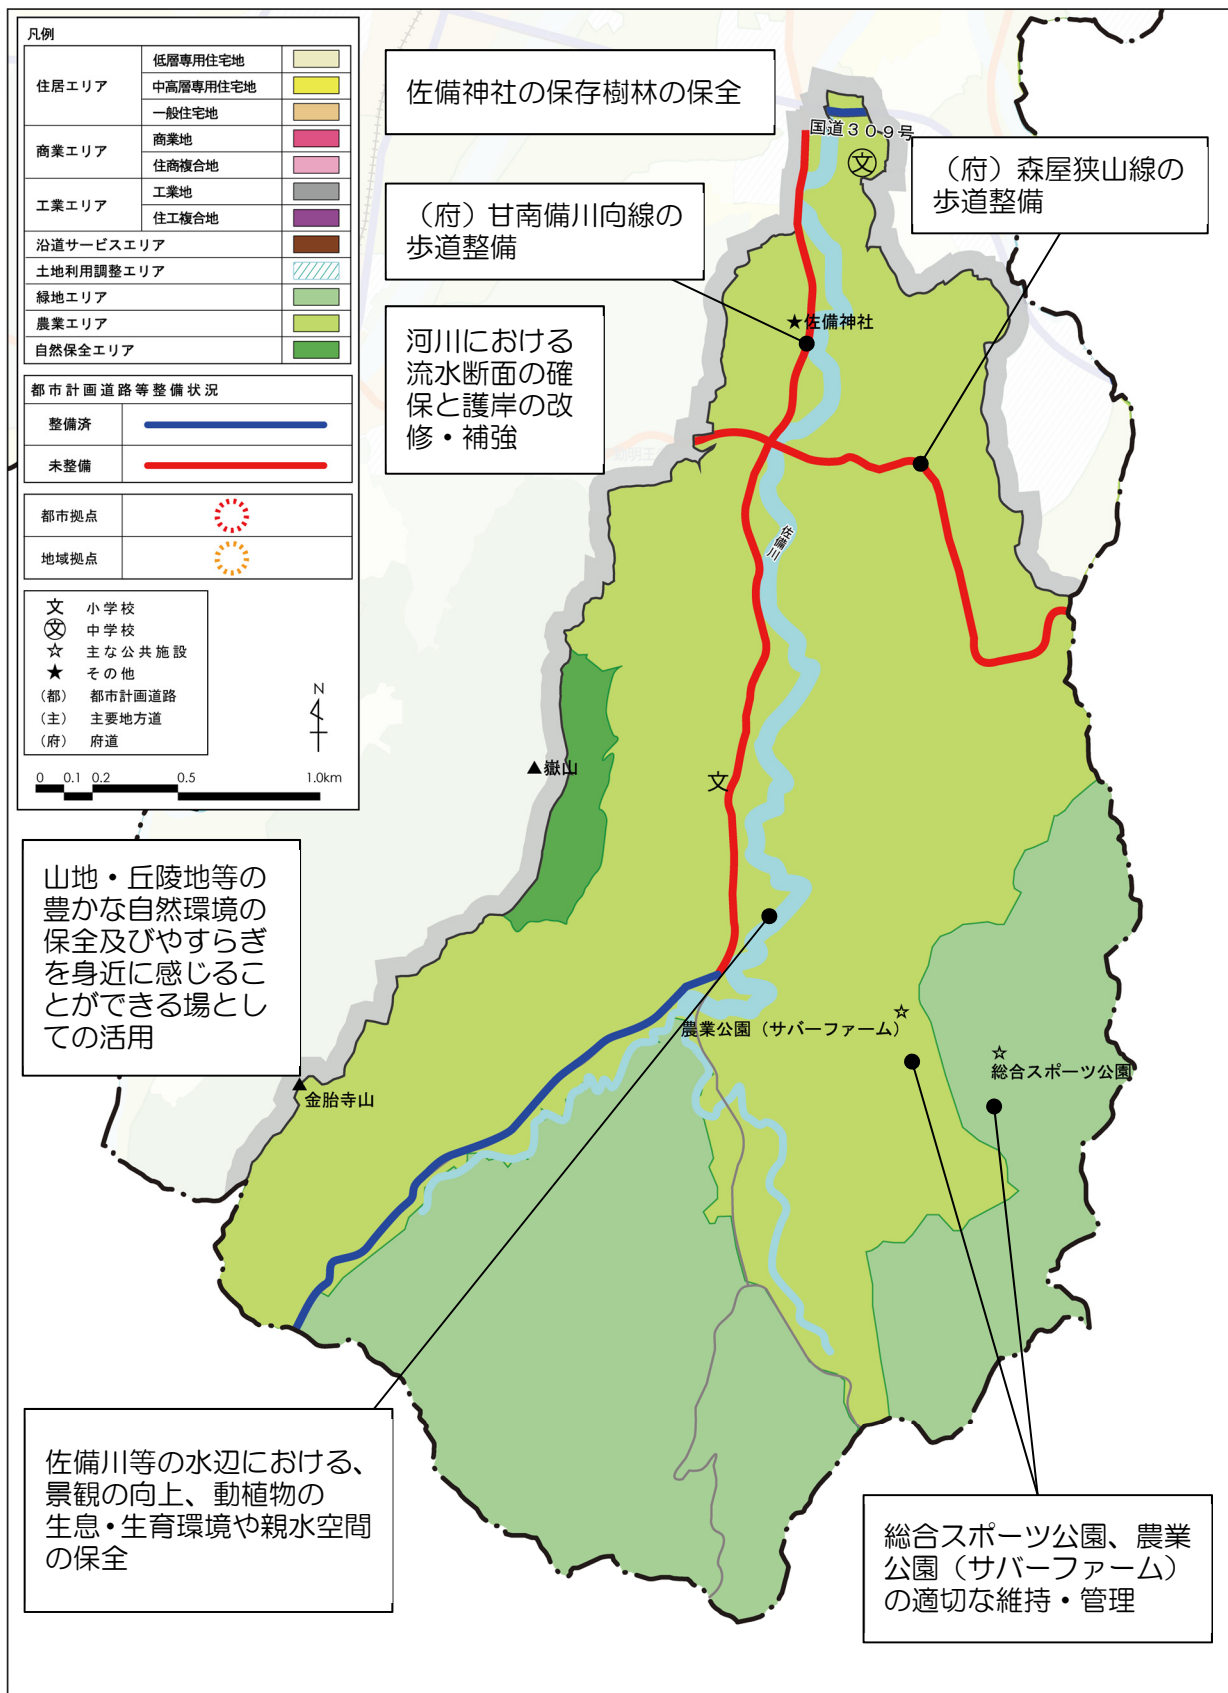 凡例
住居エリア
低層専用住宅地
中高層専用住宅地
一般住宅地
商業エリア
商業地
住商複合地
工業エリア
工業地
住工複合地
沿道サービスエリア
土地利用調整エリア
緑地エリア
農業エリア
自然保全エリア
都市計画道路等整備状況
整備済
未整備
都市拠点
地域拠点
文 小学校
文 中学校
☆ 主な公共施設
★ その他
（都） 都市計画道路
（主） 主要地方道
（府） 府道
N
0 0.1 0.2 0.5 1.0km
佐備神社の保存樹林の保全
（府）甘南備川向線の
歩道整備
河川における
流水断面の確
保と護岸の改
修・補強
国道309号
文
（府）森屋狭山線の
歩道整備
★佐備神社
佐備川
▲嶽山
文
山地・丘陵地等の
豊かな自然環境の
保全及びやすらぎ
を身近に感じるこ
とができる場とし
ての活用
▲
金胎寺山
☆
農業公園（サバーファーム）
☆
総合スポーツ公園
佐備川等の水辺における、
景観の向上、動植物の
生息・生育環境や親水空間
の保全
総合スポーツ公園、農業
公園（サバーファーム）
の適切な維持・管理